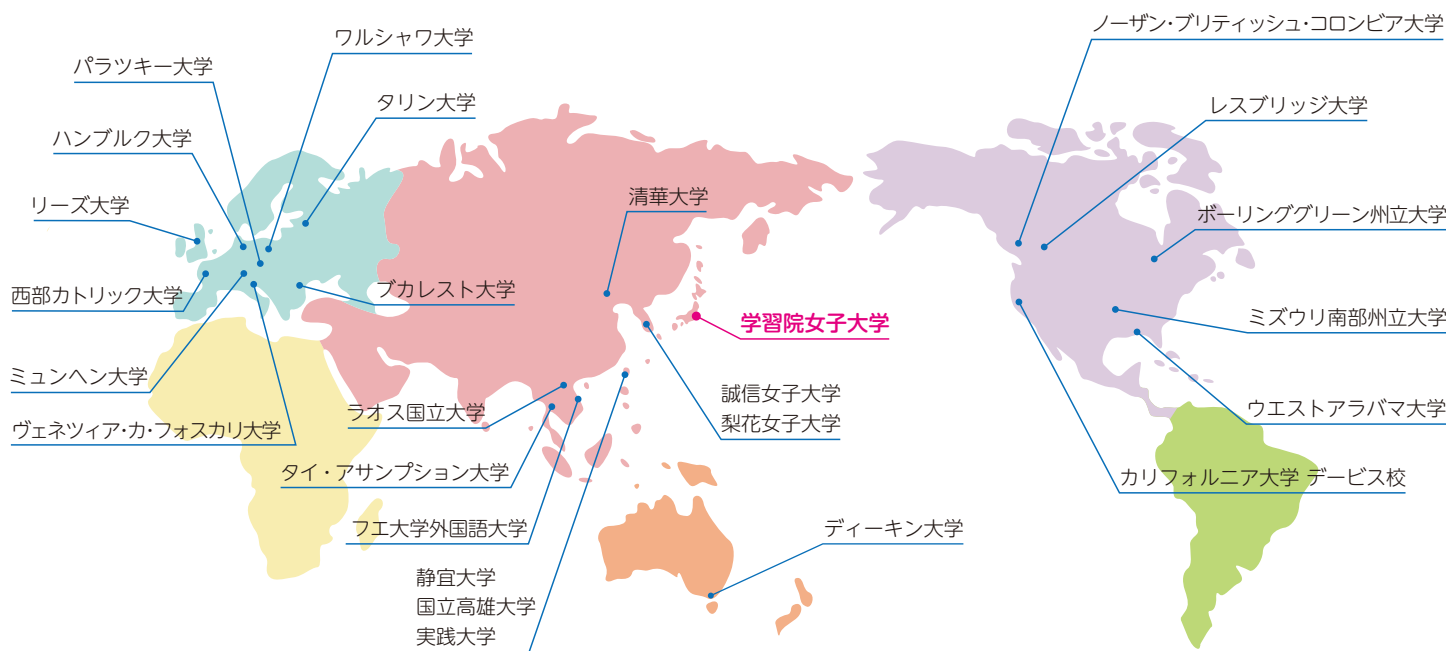 ワルシャワ大学
パラツキー大学
タリン大学
ハンブルク大学
リーズ大学
西部カトリック大学
ブカレスト大学
ミュンヘン大学
ヴェネツィア・カ・フォスカリ大学
清華大学
学習院女子大学
誠信女子大学
梨花女子大学
ラオス国立大学
タイ・アサンプション大学
フエ大学外国語大学
静宜大学
国立高雄大学
実践大学
ディーキン大学
ノーザン・ブリティッシュ・コロンビア大学
レスブリッジ大学
ボーリンググリーン州立大学
ミズウリ南部州立大学
ウエストアラバマ大学
カリフォルニア大学 デービス校